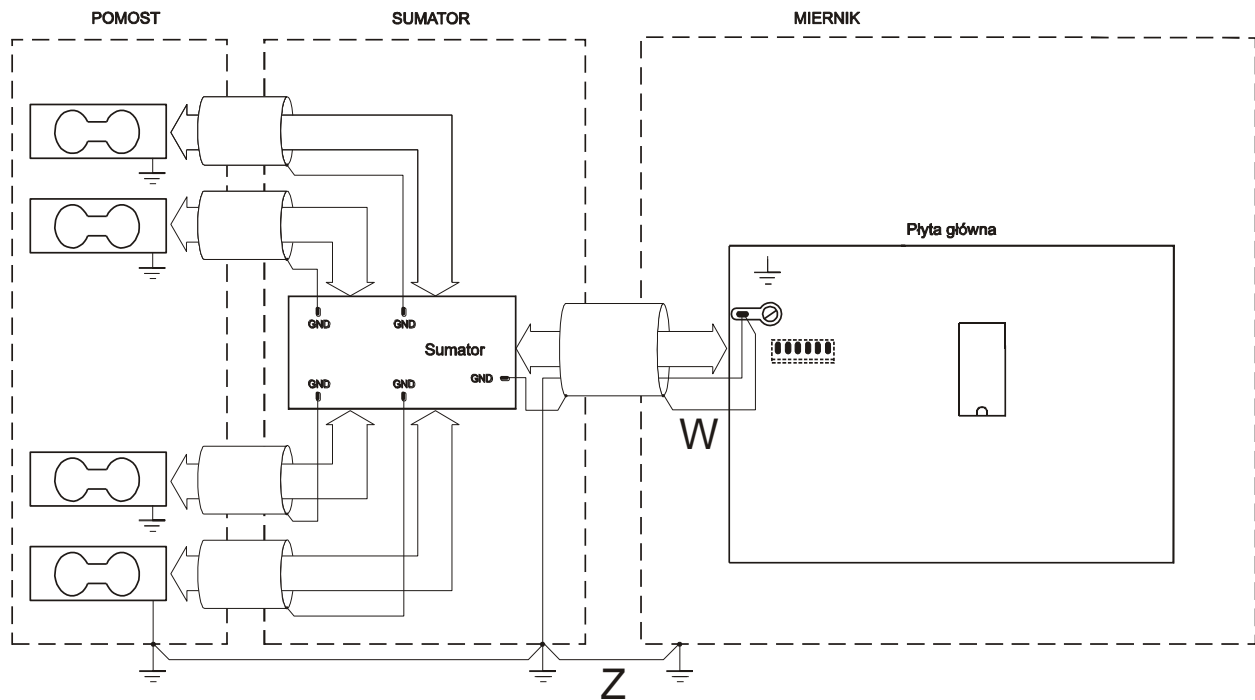 POMOST
SUMATOR
MIERNIK
Płyta główna
GND
GND
Sumator
GND
GND
GND
W
Z